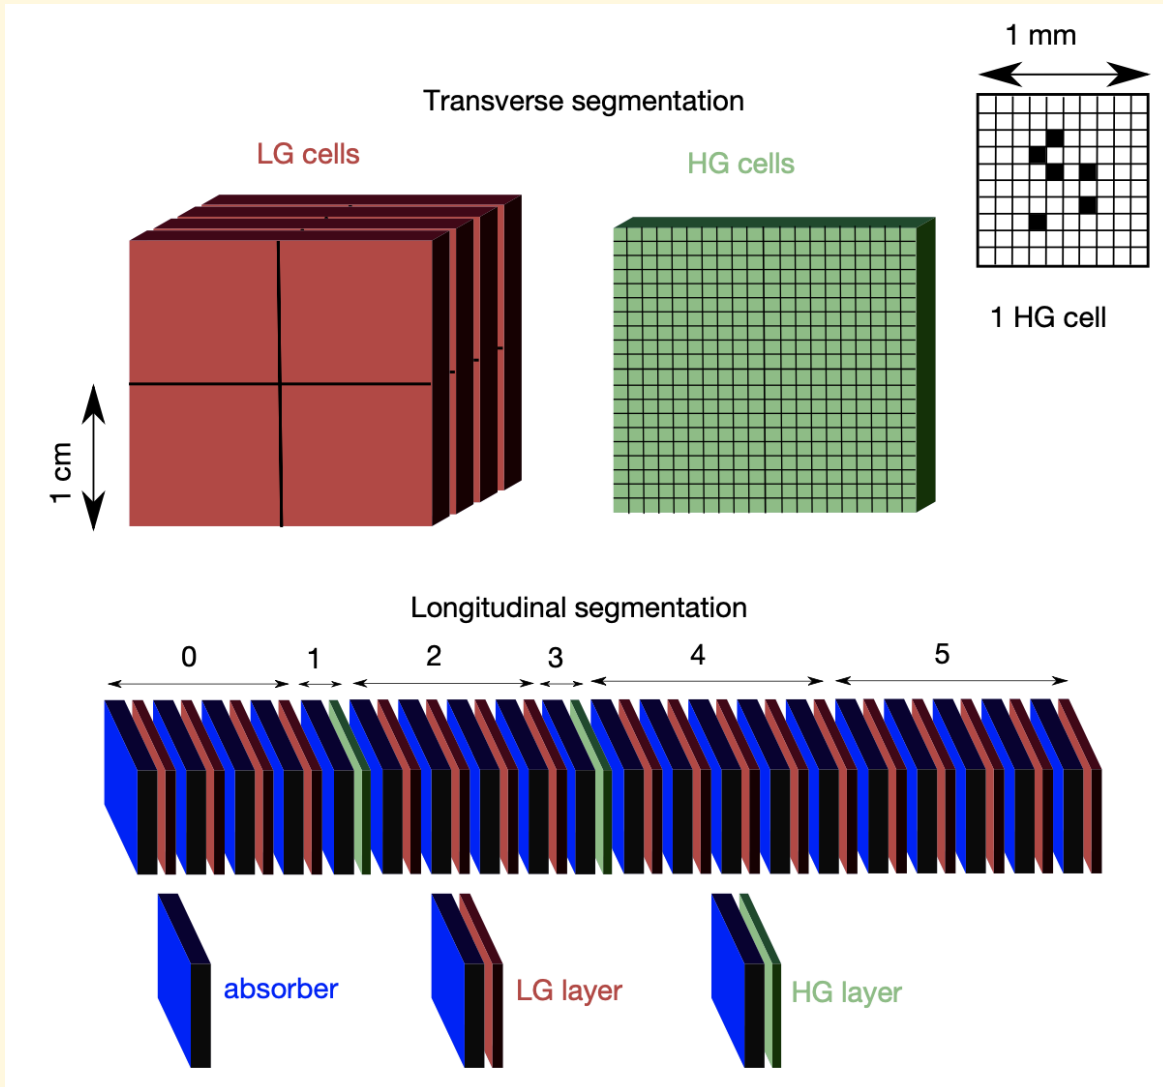 1 mm
Transverse segmentation
LG cells
HG cells
1 HG cell
1 cm
Longitudinal segmentation
0 1 2 3 4 5
absorber
LG layer
HG layer